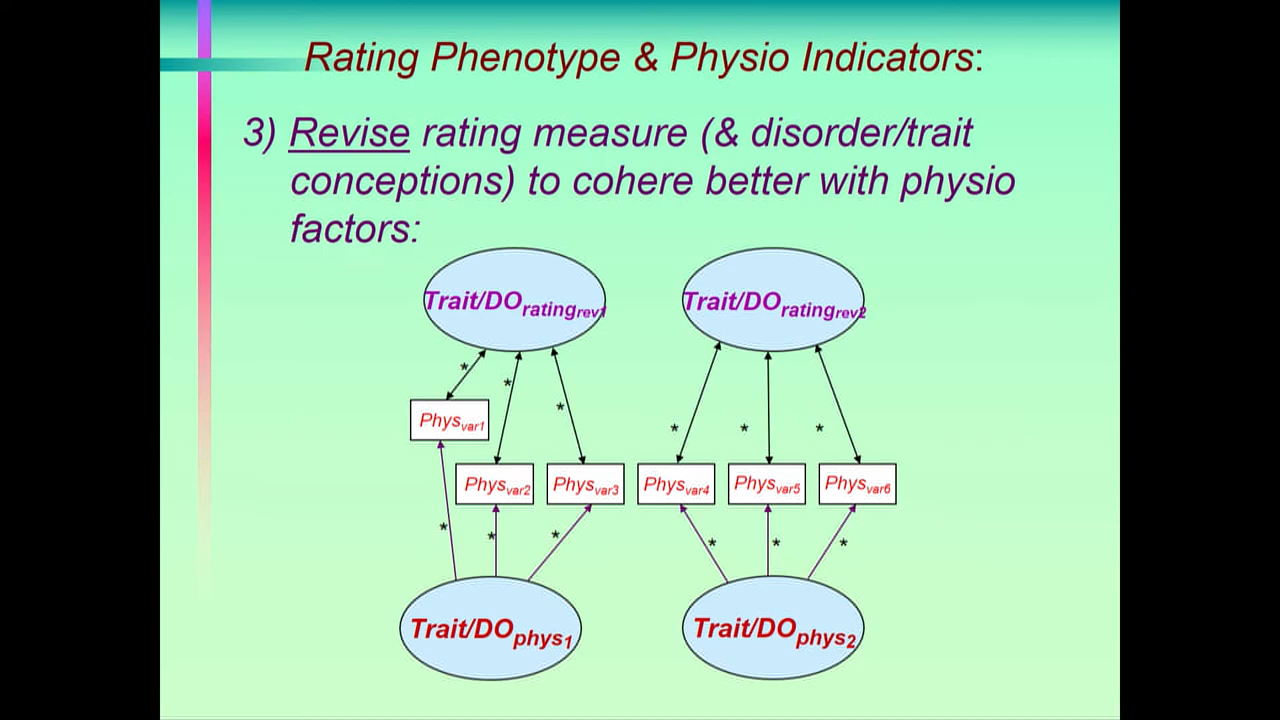 Rating Phenotype & Physio Indicators:
3) Revise rating measure (& disorder/trait
conceptions) to cohere better with physio
factors:
Trait/DOratingrev1 Trait/DOratingrev2
* * * * * *
Physvar1
Physvar2 Physvar3 Physvar4 Physvar5 Physvar6
* * * * * *
Trait/DOphys1 Trait/DOphys2